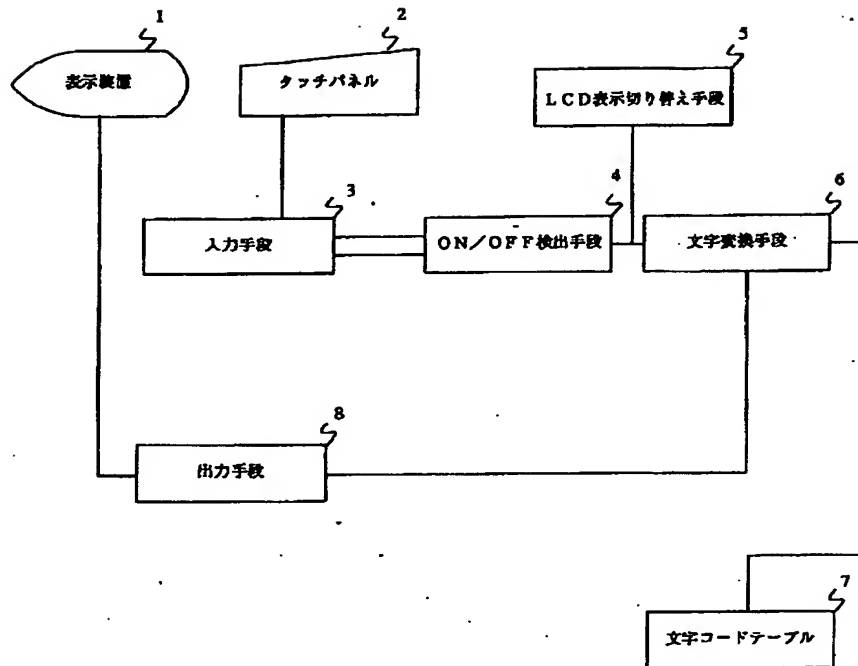 1
表示装置
2
タッチパネル
5
LCD表示切り替え手段
3
入力手段
4
ON/OFF検出手段
6
文字変換手段
8
出力手段
7
文字コードテーブル